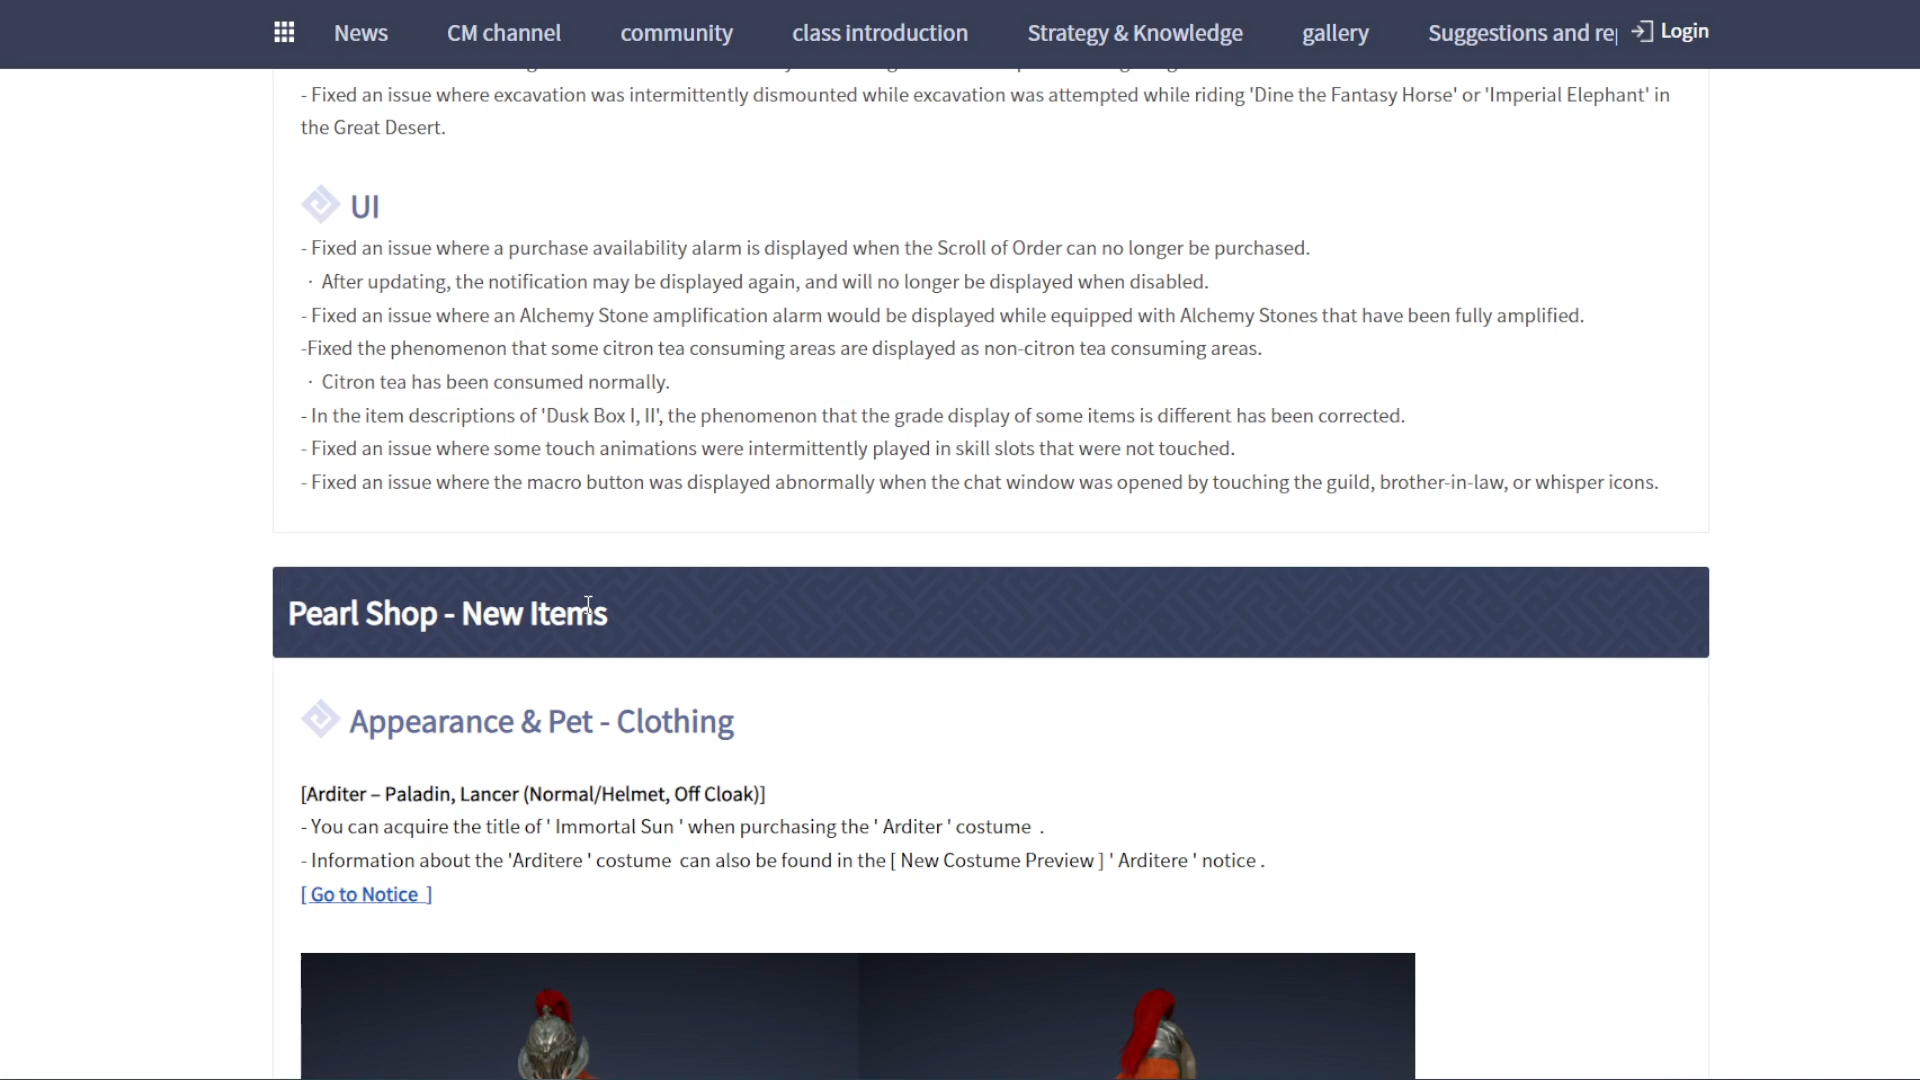 News CM channel community class introduction Strategy & Knowledge gallery Suggestions and re Login
- Fixed an issue where excavation was intermittently dismounted while excavation was attempted while riding 'Dine the Fantasy Horse' or 'Imperial Elephant' in
the Great Desert.
UI
- Fixed an issue where a purchase availability alarm is displayed when the Scroll of Order can no longer be purchased.
· After updating, the notification may be displayed again, and will no longer be displayed when disabled.
- Fixed an issue where an Alchemy Stone amplification alarm would be displayed while equipped with Alchemy Stones that have been fully amplified.
-Fixed the phenomenon that some citron tea consuming areas are displayed as non-citron tea consuming areas.
· Citron tea has been consumed normally.
- In the item descriptions of 'Dusk Box I, II', the phenomenon that the grade display of some items is different has been corrected.
- Fixed an issue where some touch animations were intermittently played in skill slots that were not touched.
- Fixed an issue where the macro button was displayed abnormally when the chat window was opened by touching the guild, brother-in-law, or whisper icons.
Pearl Shop - New Items
Appearance & Pet - Clothing
[Arditer – Paladin, Lancer (Normal/Helmet, Off Cloak)]
- You can acquire the title of ' Immortal Sun ' when purchasing the ' Arditer ' costume .
- Information about the 'Arditere ' costume can also be found in the [ New Costume Preview ] ' Arditere ' notice .
[ Go to Notice ]